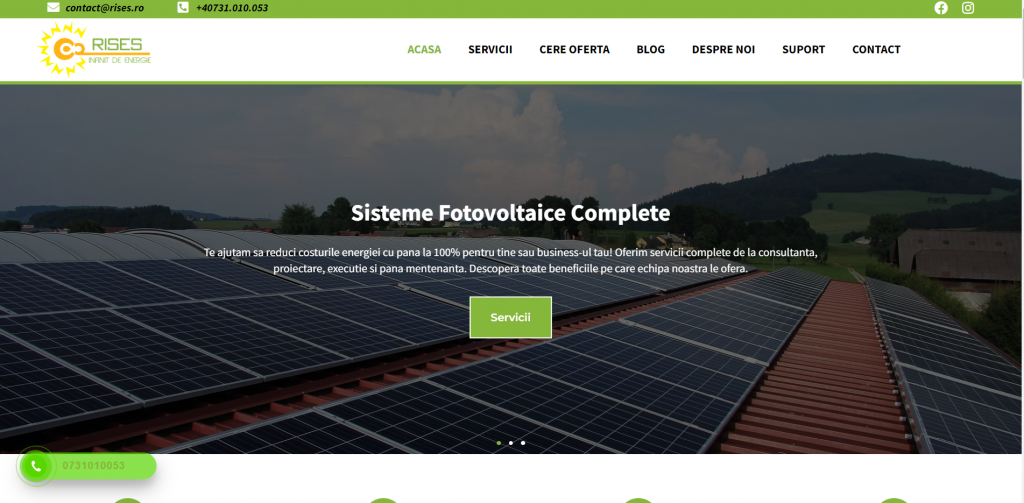 contact@rises.ro
+40731.010.053
RISES
INFINIT DE ENERGIE
ACASA
SERVICII
CERE OFERTA
BLOG
DESPRE NOI
SUPORT
CONTACT
Sisteme Fotovoltaice Complete
Te ajutam sa reduci costurile energiei cu pana la 100% pentru tine sau business-ul tau! Oferim servicii complete de la consultanta,
proiectare, executie si pana mentenanta. Descopera toate beneficiile pe care echipa noastra le ofera.
Servicii
0731010053